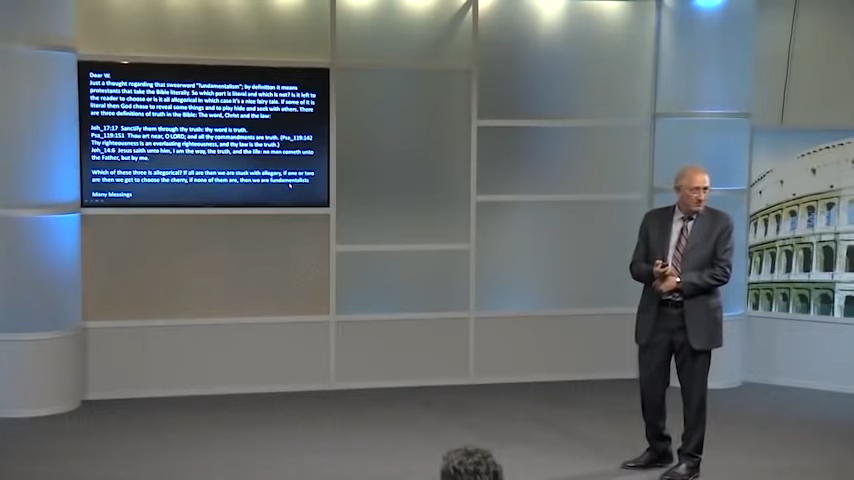 Dear W.
Just a thought regarding that swearword "fundamentalism"; by definition it means
protestants that take the Bible literally. So which part is literal and which is not? Is it left to
the reader to choose or is it all allegorical in which case it's a nice fairy tale. If some of it is
literal then God chose to reveal some things and to play hide and seek with others. There
are three definitions of truth in the Bible: The word, Christ and the law:
Joh_17:17 Sanctify them through thy truth: thy word is truth.
Psa_119:151 Thou art near, O LORD; and all thy commandments are truth. (Psa_119:142
Thy righteousness is an everlasting righteousness, and thy law is the truth.)
Joh_14:6 Jesus saith unto him, I am the way, the truth, and the life: no man cometh unto
the Father, but by me.
Which of these three is allegorical? If all are then we are stuck with allegory, if one or two
are then we get to choose the cherry, if none of them are, then we are fundamentalists
Many blessings